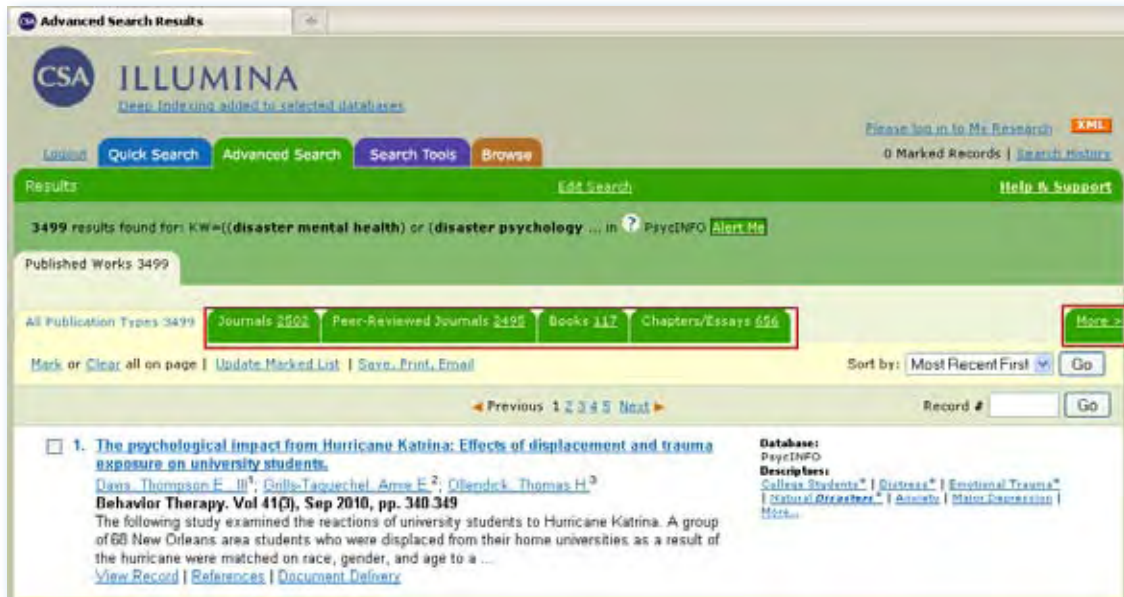 Advanced Search Results
CSA ILLUMINA
Deep Indexing added to selected databases
Please log in to My Research XML
Logout Quick Search Advanced Search Search Tools Browse 0 Marked Records | Search History
Results Edit Search Help & Support
3499 results found for: KW=((disaster mental health) or (disaster psychology ... in ? PsycINFO Alert Me
Published Works 3499
All Publication Types 3499 Journals 2502 Peer-Reviewed Journals 2495 Books 117 Chapters/Essays 656 More >
Mark or Clear all on page | Update Marked List | Save, Print, Email Sort by: Most Recent First Go
Previous 1 2 3 4 5 Next Record # Go
1. The psychological impact from Hurricane Katrina: Effects of displacement and trauma
exposure on university students.
Davis, Thompson E., III1; Grills-Taquechel, Amie E.2; Ollendick, Thomas H.3
Behavior Therapy. Vol 41(3), Sep 2010, pp. 340-349
The following study examined the reactions of university students to Hurricane Katrina. A group
of 68 New Orleans area students who were displaced from their home universities as a result of
the hurricane were matched on race, gender, and age to a ...
View Record | References | Document Delivery
Database:
PsycINFO
Descriptors:
College Students* | Distress* | Emotional Trauma*
| Natural Disasters* | Anxiety | Major Depression |
More...